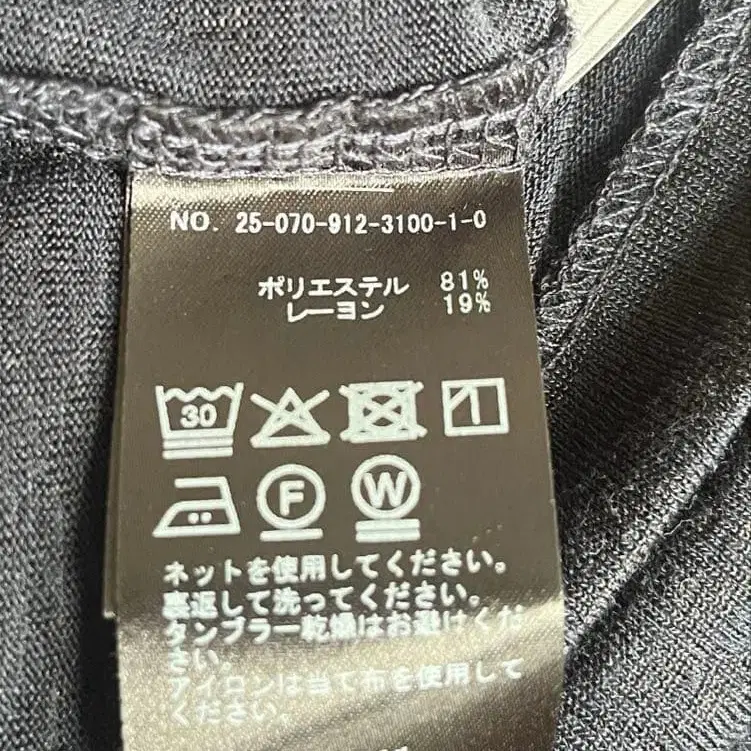 NO. 25-070-912-3100-1-0
ポリエステル 81%
レーヨン 19%
30
F W
ネットを使用してください。
裏返して洗ってください。
タンブラー乾燥はお避けくだ
さい。
アイロンは当て布を使用して
ください。